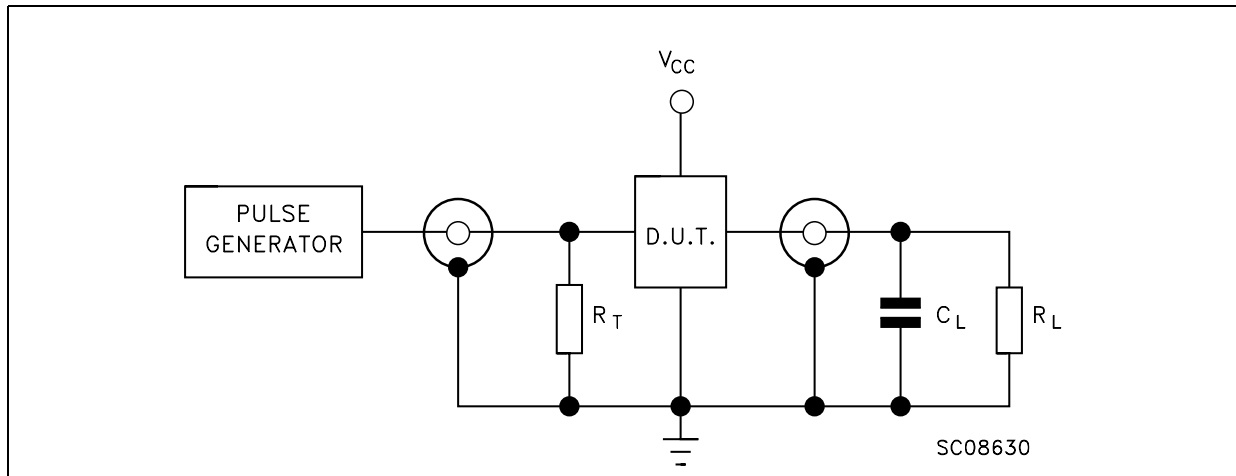 VCC
PULSE
GENERATOR
D.U.T.
RT
CL
RL
SC08630